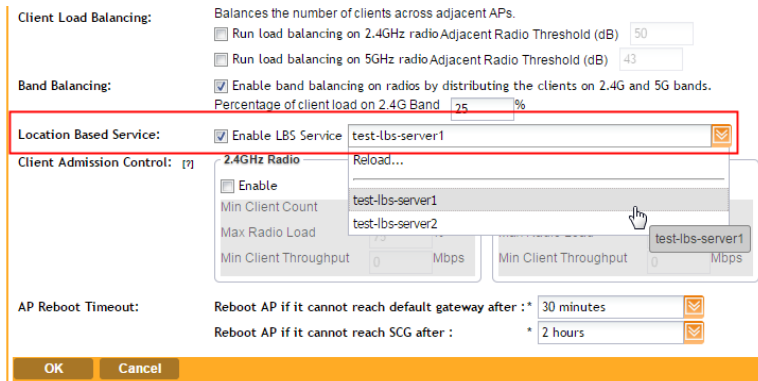 Client Load Balancing:
Balances the number of clients across adjacent APs.
Run load balancing on 2.4GHz radio Adjacent Radio Threshold (dB) 50
Run load balancing on 5GHz radio Adjacent Radio Threshold (dB) 43
Band Balancing:
Enable band balancing on radios by distributing the clients on 2.4G and 5G bands.
Percentage of client load on 2.4G Band 25 %
Location Based Service:
Enable LBS Service test-lbs-server1
Reload...
test-lbs-server1
test-lbs-server2
test-lbs-server1
Client Admission Control: [?]
2.4GHz Radio
Enable
Min Client Count
Max Radio Load 75
Min Client Throughput 0 Mbps
Min Client Throughput 0 Mbps
AP Reboot Timeout:
Reboot AP if it cannot reach default gateway after :* 30 minutes
Reboot AP if it cannot reach SCG after : * 2 hours
OK Cancel